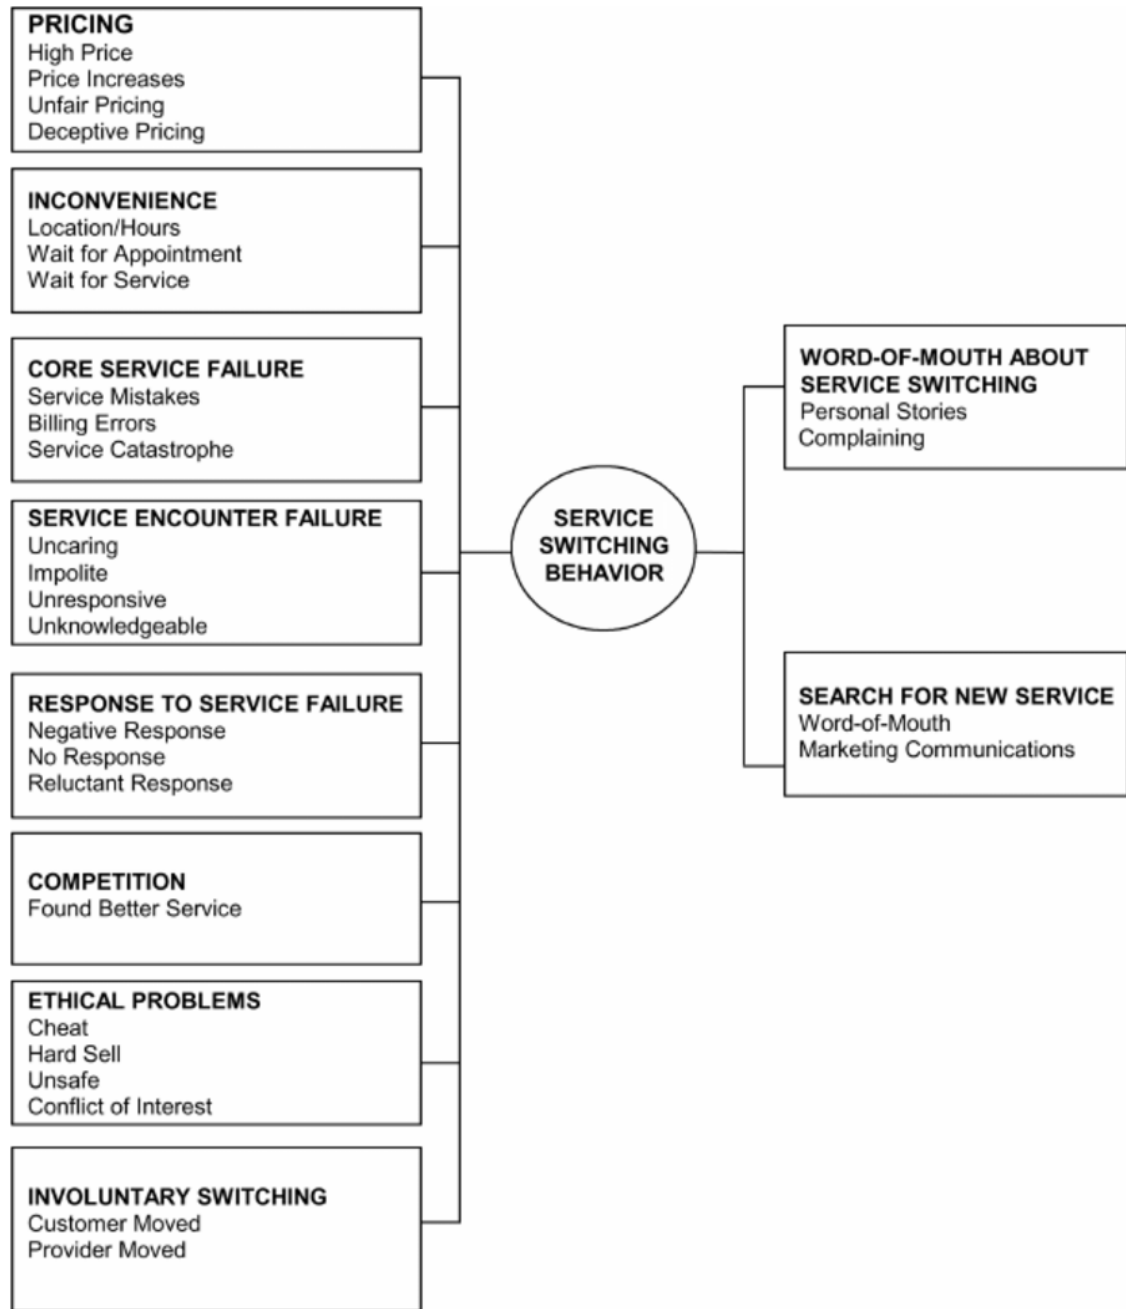 PRICING
High Price
Price Increases
Unfair Pricing
Deceptive Pricing
INCONVENIENCE
Location/Hours
Wait for Appointment
Wait for Service
CORE SERVICE FAILURE
Service Mistakes
Billing Errors
Service Catastrophe
SERVICE ENCOUNTER FAILURE
Uncaring
Impolite
Unresponsive
Unknowledgeable
RESPONSE TO SERVICE FAILURE
Negative Response
No Response
Reluctant Response
COMPETITION
Found Better Service
ETHICAL PROBLEMS
Cheat
Hard Sell
Unsafe
Conflict of Interest
INVOLUNTARY SWITCHING
Customer Moved
Provider Moved
SERVICE
SWITCHING
BEHAVIOR
WORD-OF-MOUTH ABOUT
SERVICE SWITCHING
Personal Stories
Complaining
SEARCH FOR NEW SERVICE
Word-of-Mouth
Marketing Communications